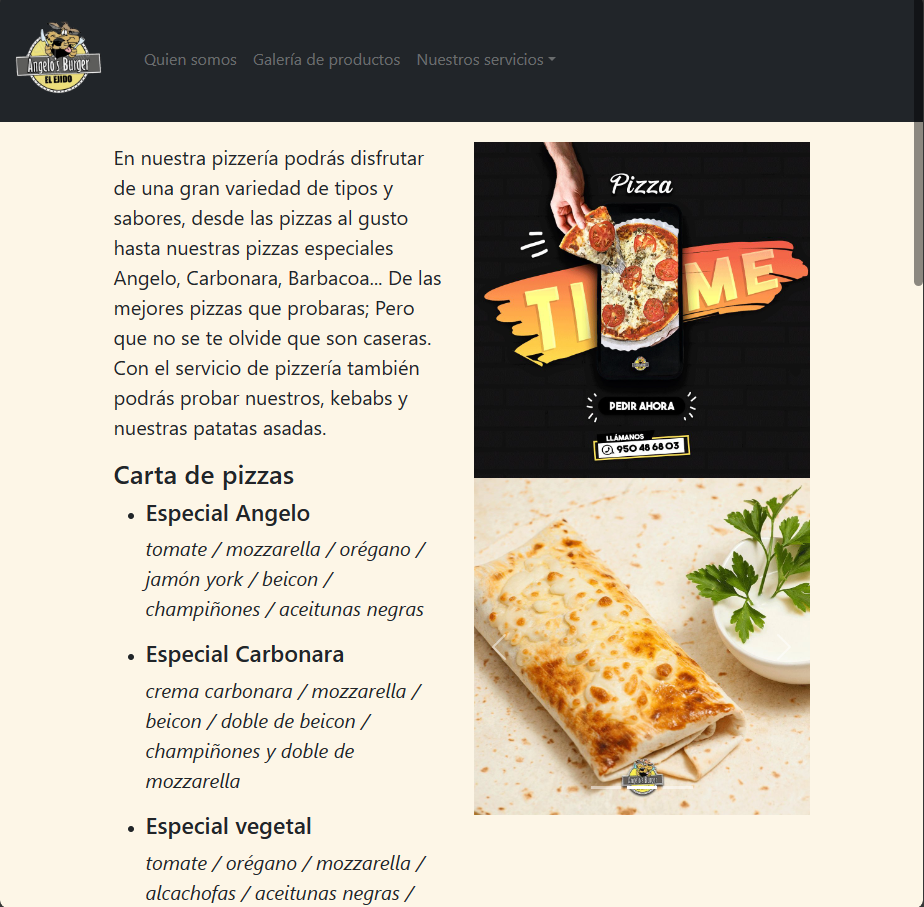 Angelo's Burger
EL EJIDO
Quien somos
Galería de productos
Nuestros servicios
En nuestra pizzería podrás disfrutar
de una gran variedad de tipos y
sabores, desde las pizzas al gusto
hasta nuestras pizzas especiales
Angelo, Carbonara, Barbacoa... De las
mejores pizzas que probaras; Pero
que no se te olvide que son caseras.
Con el servicio de pizzería también
podrás probar nuestros, kebabs y
nuestras patatas asadas.
Carta de pizzas
Especial Angelo
tomate / mozzarella / orégano /
jamón york / beicon /
champiñones / aceitunas negras
Especial Carbonara
crema carbonara / mozzarella /
beicon / doble de beicon /
champiñones y doble de
mozzarella
Especial vegetal
tomate / orégano / mozzarella /
alcachofas / aceitunas negras /
Pizza
TI ME
PEDIR AHORA
LLÁMANOS
950 48 68 03
Angelo's Burger